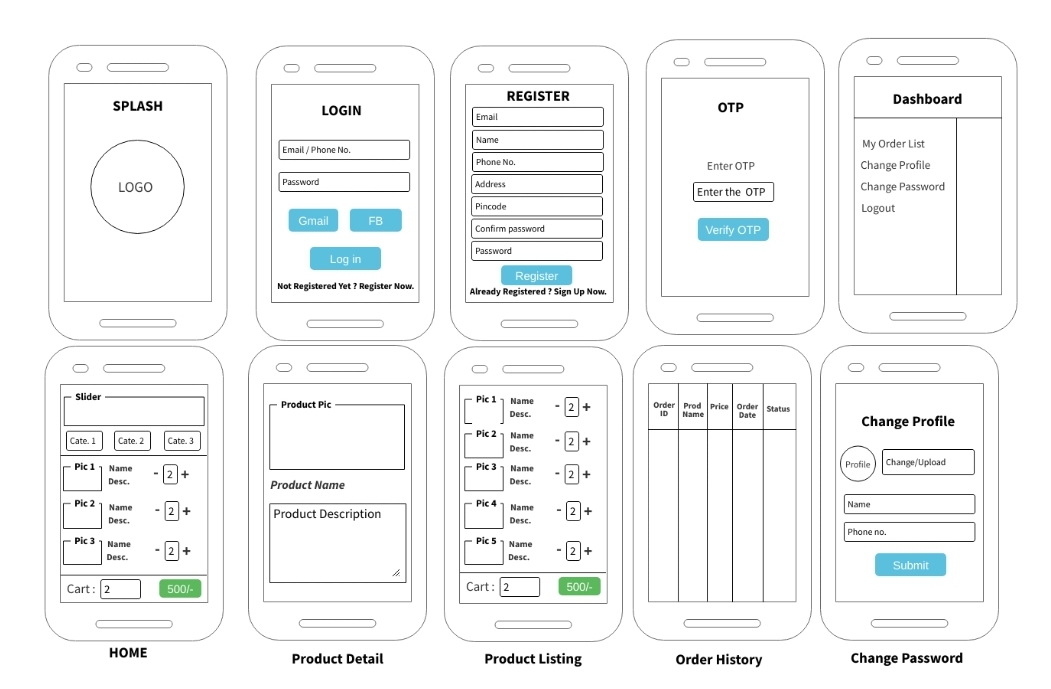 SPLASH
LOGO
LOGIN
Email / Phone No.
Password
Gmail
FB
Log in
Not Registered Yet ? Register Now.
REGISTER
Email
Name
Phone No.
Address
Pincode
Confirm password
Password
Register
Already Registered ? Sign Up Now.
OTP
Enter OTP
Enter the OTP
Verify OTP
Dashboard
My Order List
Change Profile
Change Password
Logout
Slider
Cate. 1 Cate. 2 Cate. 3
Pic 1 Name - 2 +
Desc.
Pic 2 Name - 2 +
Desc.
Pic 3 Name - 2 +
Desc.
Cart : 2 500/-
HOME
Product Pic
Product Name
Product Description
Product Detail
Pic 1 Name - 2 +
Desc.
Pic 2 Name - 2 +
Desc.
Pic 3 Name - 2 +
Desc.
Pic 4 Name - 2 +
Desc.
Pic 5 Name - 2 +
Desc.
Cart : 2 500/-
Product Listing
Order ID
Prod Name
Price
Order Date
Status
Order History
Change Profile
Profile
Change/Upload
Name
Phone no.
Submit
Change Password